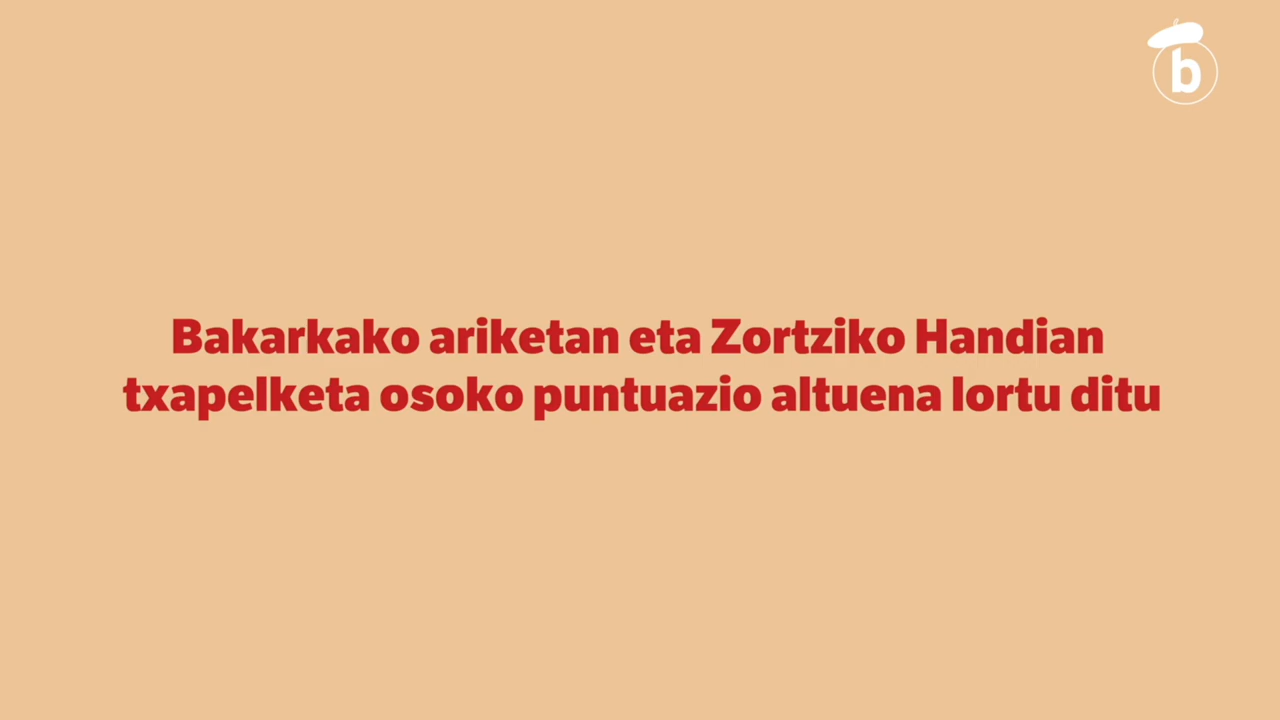 b
Bakarkako ariketan eta Zortziko Handian
txapelketa osoko puntuazio altuena lortu ditu